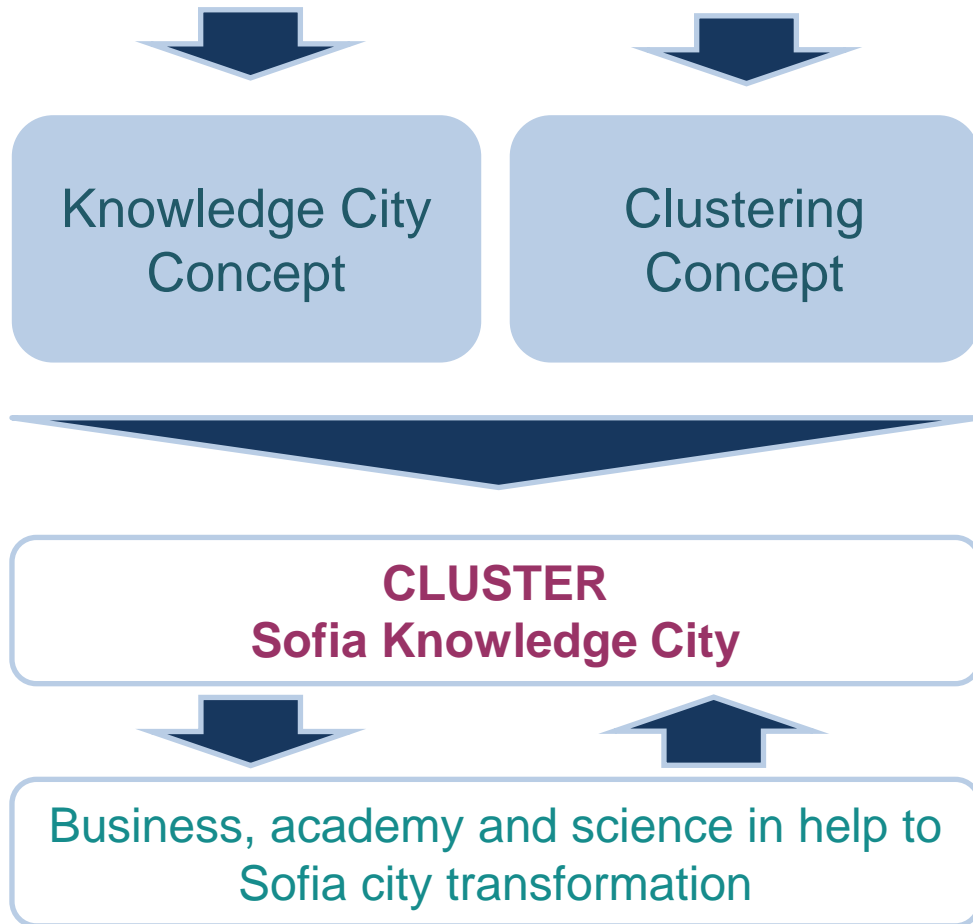 Knowledge City
Concept
Clustering
Concept
CLUSTER
Sofia Knowledge City
Business, academy and science in help to
Sofia city transformation